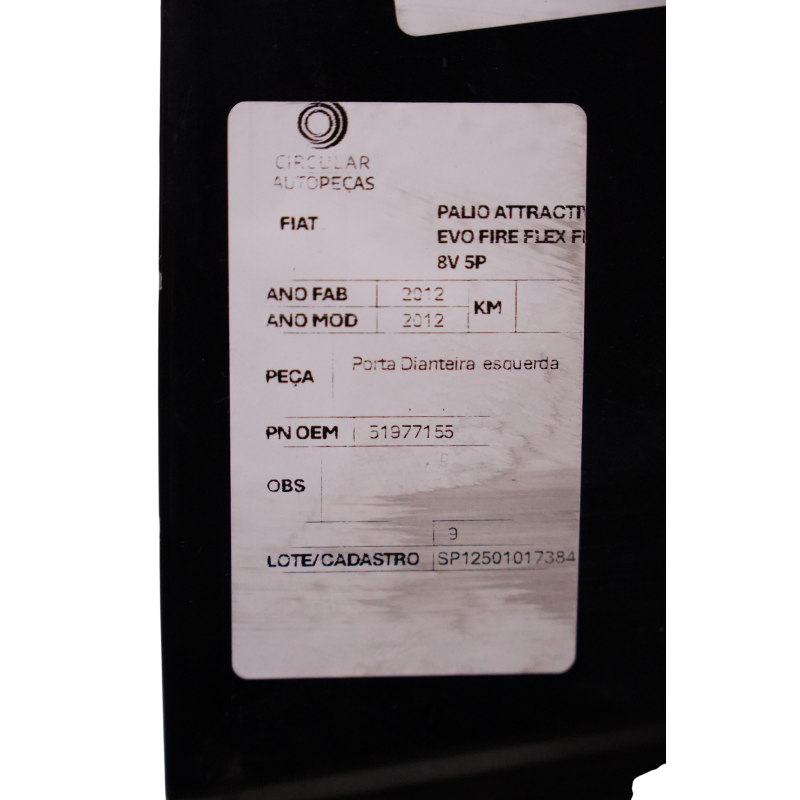 CIRCULAR
AUTOPEÇAS
FIAT
PALIO ATTRACTIV
EVO FIRE FLEX FI
8V 5P
ANO FAB 2012
KM
ANO MOD 2012
PEÇA Porta Dianteira esquerda
PN OEM 51977155
OBS
9
LOTE/CADASTRO SP12501017384